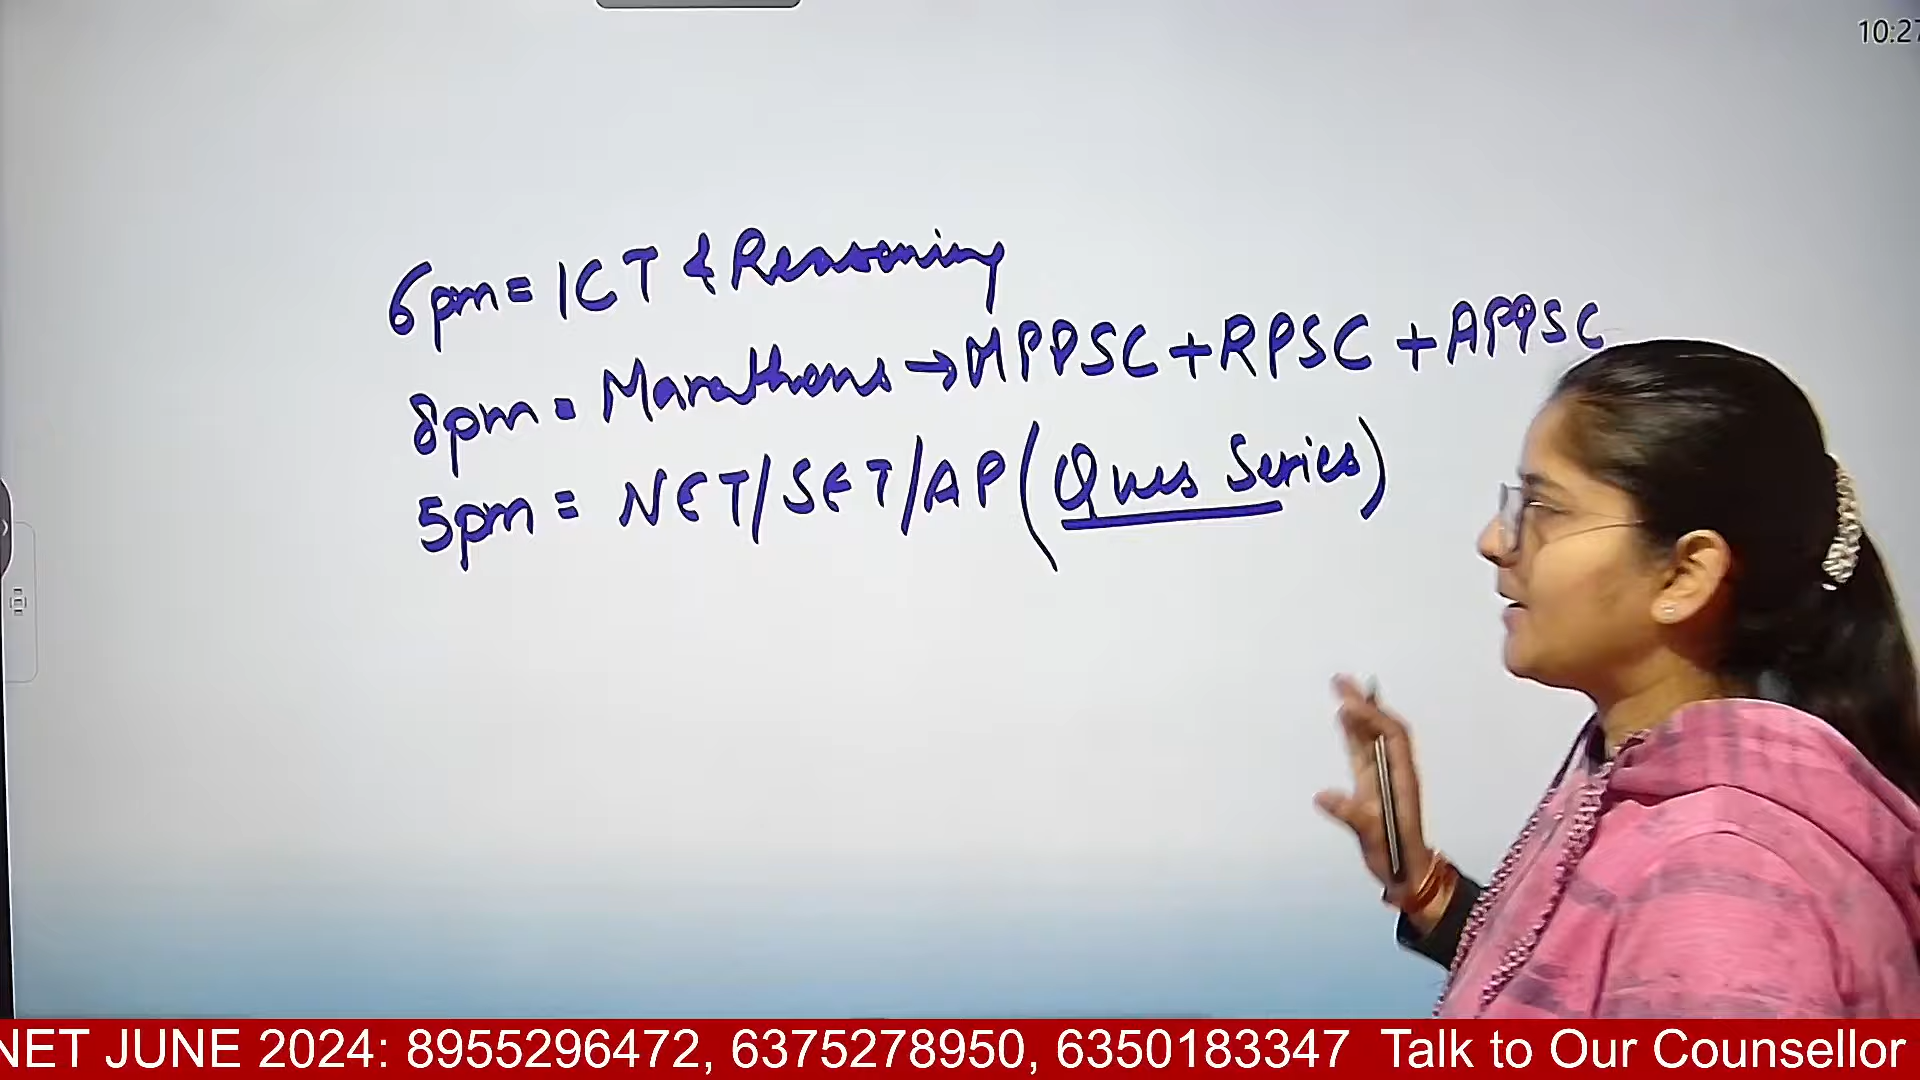 10:27
6pm = ICT & Reasoning
8pm = Marathons → MPPSC + RPSC + APPSC
5pm = NET/SET/AP (Ques Series)
NET JUNE 2024: 8955296472, 6375278950, 6350183347 Talk to Our Counsellor